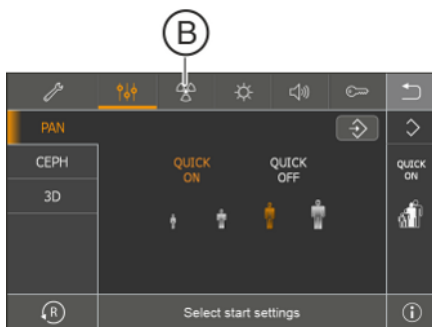 B
PAN
CEPH
3D
QUICK
ON
QUICK
OFF
QUICK
ON
R
Select start settings
i